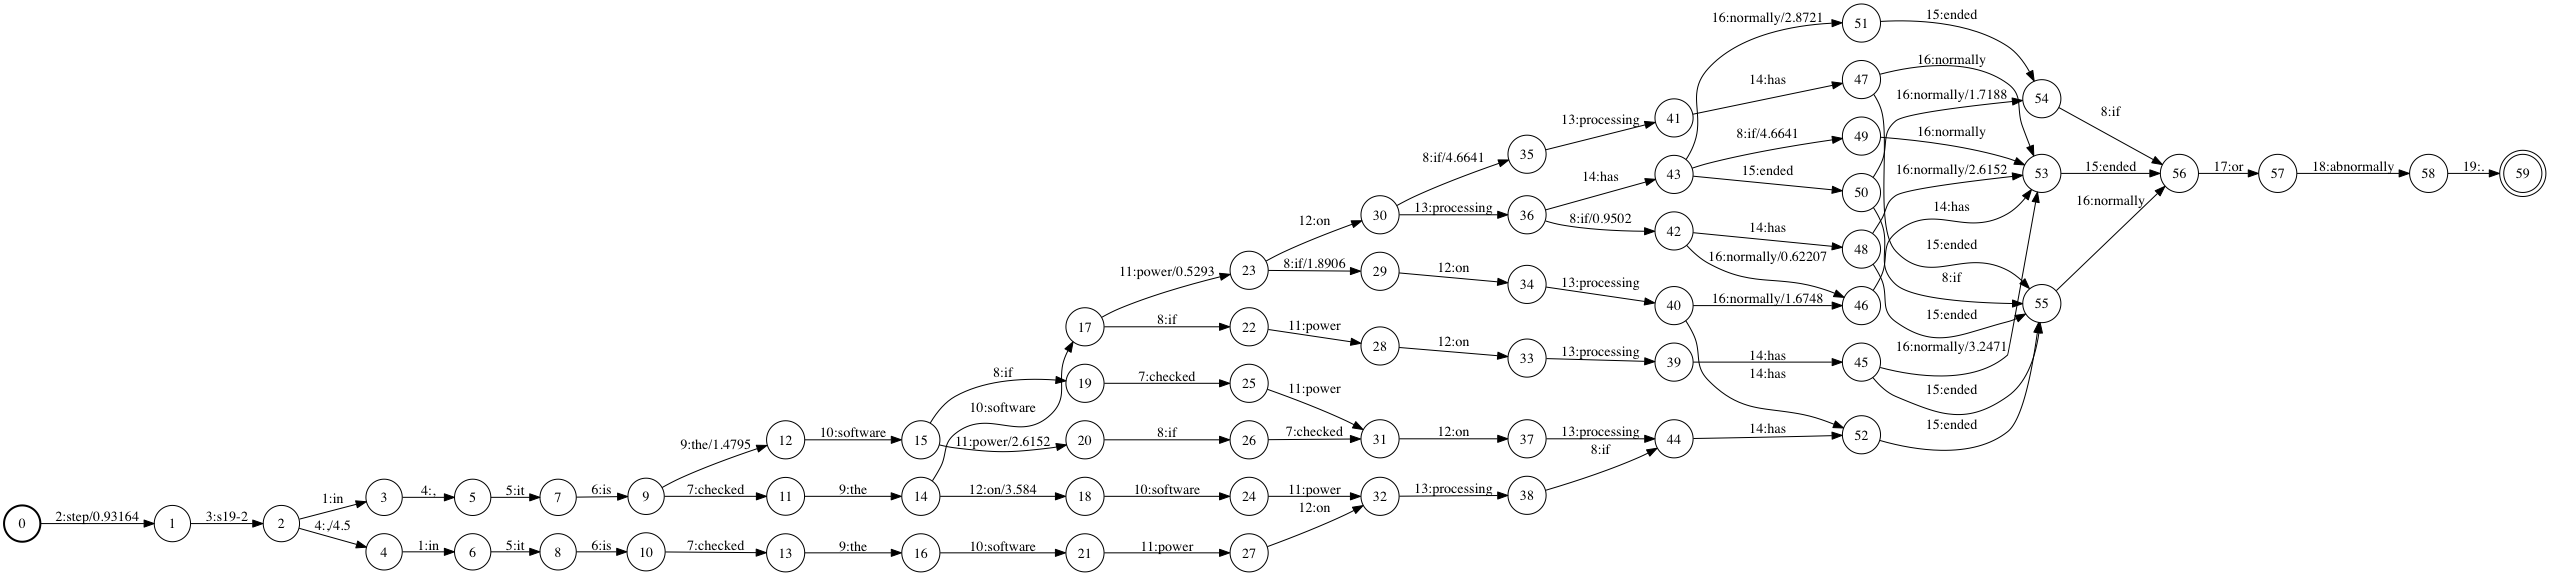 16:normally/2.8721
51
15:ended
47
16:normally
14:has
16:normally/1.7188
54
8:if
13:processing
41
8:if/4.6641
49
16:normally
8:if/4.6641
35
14:has
43
15:ended
50
16:normally/2.6152
53
15:ended
56
17:or
57
18:abnormally
58
19:.
59
12:on
30
13:processing
36
8:if/0.9502
42
14:has
48
14:has
16:normally
11:power/0.5293
23
8:if/1.8906
29
12:on
34
13:processing
40
16:normally/0.62207
16:normally/1.6748
46
15:ended
8:if
55
15:ended
17
8:if
22
11:power
28
12:on
33
13:processing
39
14:has
45
16:normally/3.2471
15:ended
8:if
19
7:checked
25
11:power
14:has
9:the/1.4795
12
10:software
15
10:software
11:power/2.6152
20
8:if
26
7:checked
31
12:on
37
13:processing
44
14:has
52
15:ended
1:in
3
4:,
5
5:it
7
6:is
9
7:checked
11
9:the
14
12:on/3.584
18
10:software
24
11:power
32
13:processing
38
8:if
0
2:step/0.93164
1
3:s19-2
2
4:,/4.5
4
1:in
6
5:it
8
6:is
10
7:checked
13
9:the
16
10:software
21
11:power
27
12:on